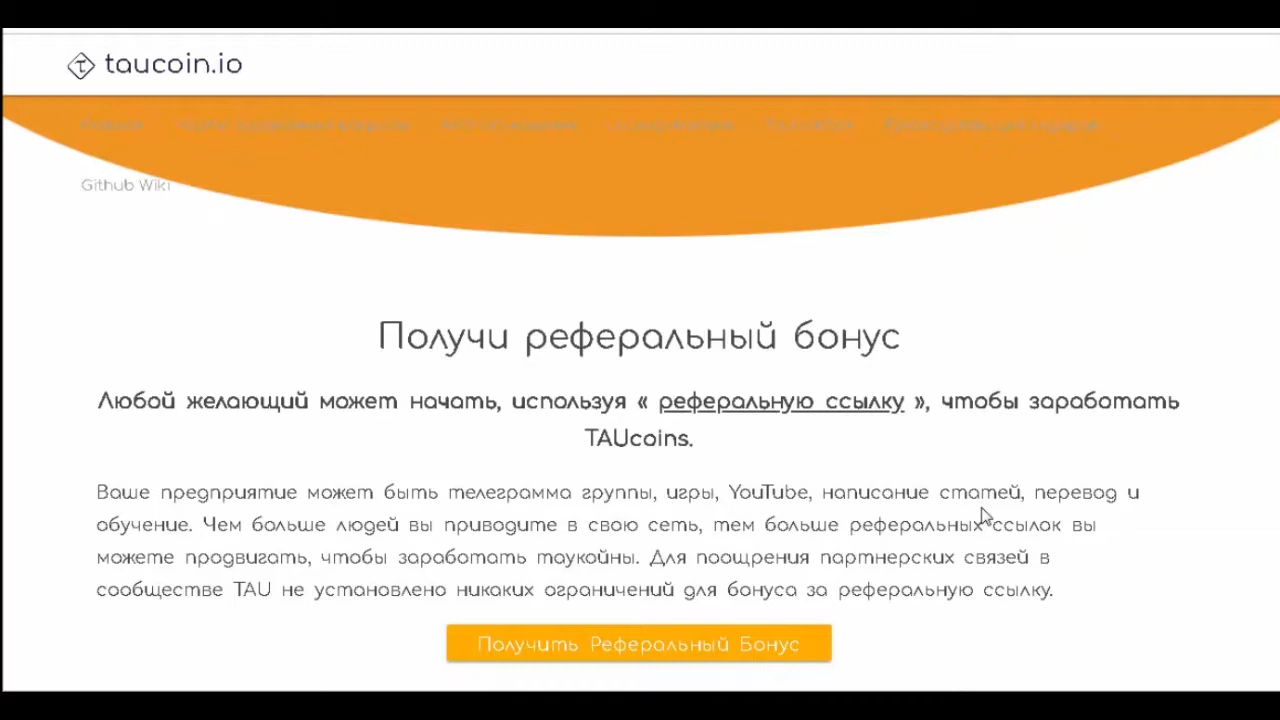 taucoin.io
Github Wiki
Получи реферальный бонус
Любой желающий может начать, используя « реферальную ссылку », чтобы заработать
TAUcoins.
Ваше предприятие может быть телеграмма группы, игры, YouTube, написание статей, перевод и
обучение. Чем больше людей вы приводите в свою сеть, тем больше реферальных ссылок вы
можете продвигать, чтобы заработать таукойны. Для поощрения партнерских связей в
сообществе TAU не установлено никаких ограничений для бонуса за реферальную ссылку.
Получить Реферальный Бонус